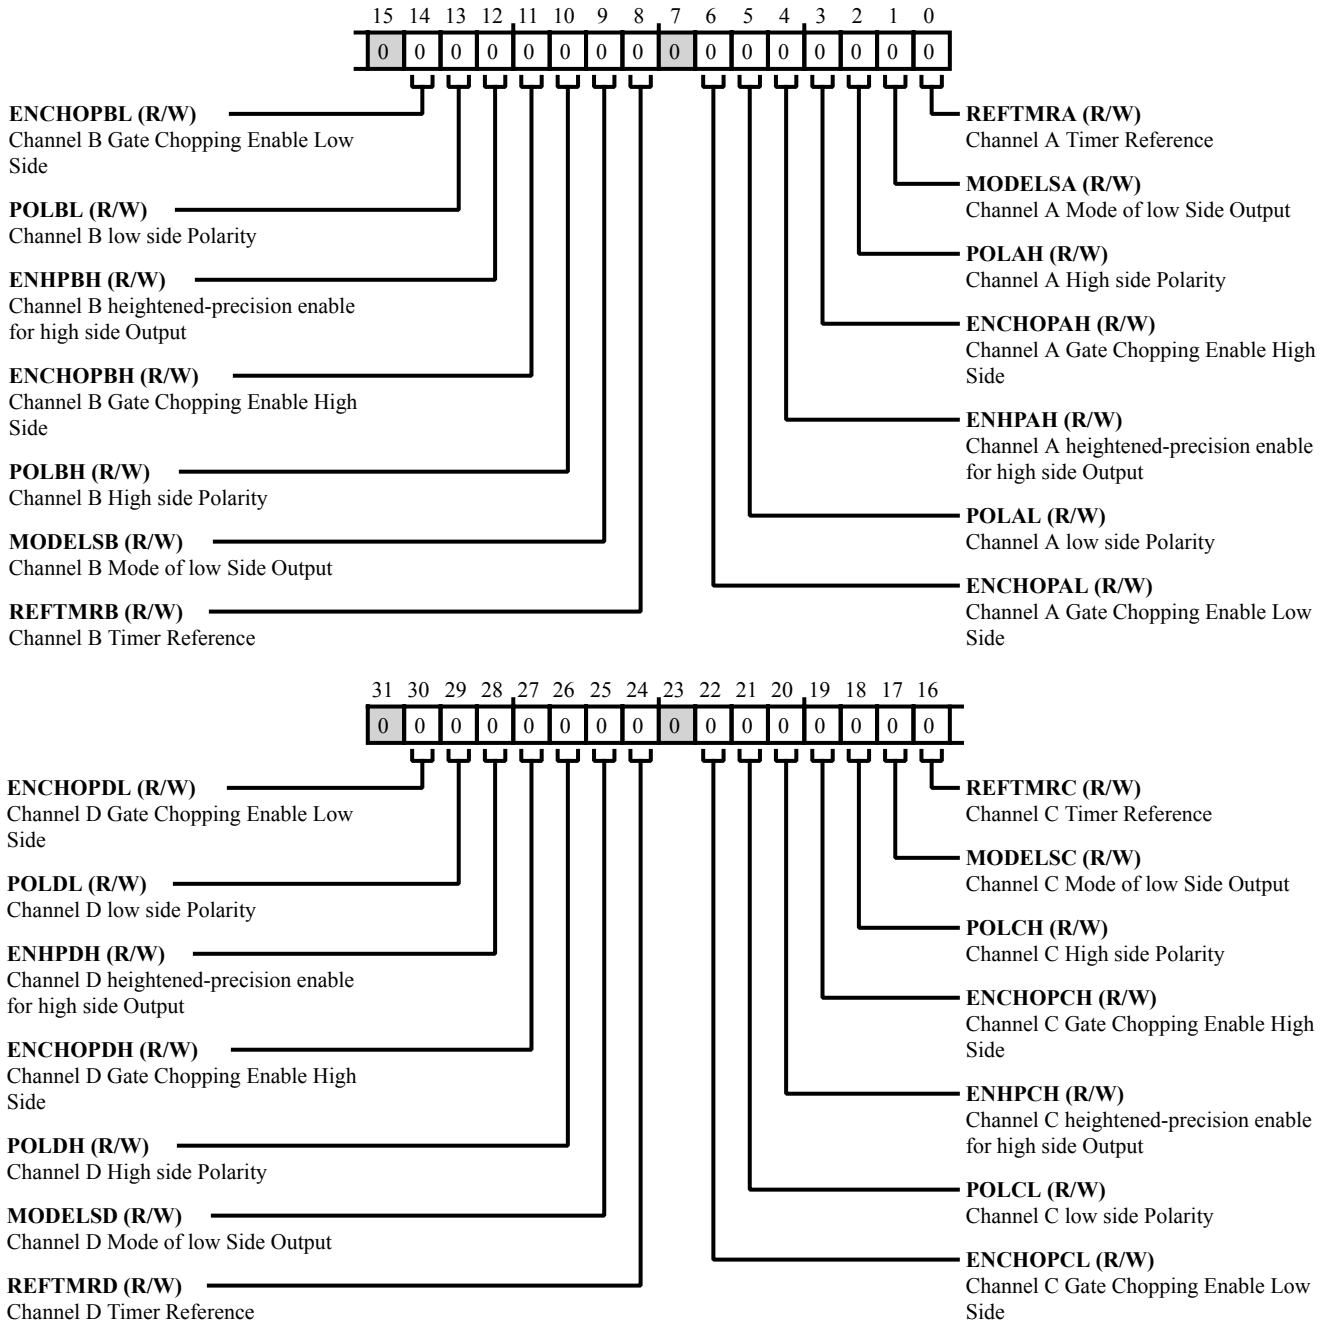 15 14 13 12 11 10 9 8 7 6 5 4 3 2 1 0
0 0 0 0 0 0 0 0 0 0 0 0 0 0 0 0
ENCHOPBL (R/W)
Channel B Gate Chopping Enable Low
Side
POLBL (R/W)
Channel B low side Polarity
ENHPBH (R/W)
Channel B heightened-precision enable
for high side Output
ENCHOPBH (R/W)
Channel B Gate Chopping Enable High
Side
POLBH (R/W)
Channel B High side Polarity
MODELSB (R/W)
Channel B Mode of low Side Output
REFTMRB (R/W)
Channel B Timer Reference
REFTMRA (R/W)
Channel A Timer Reference
MODELSA (R/W)
Channel A Mode of low Side Output
POLAH (R/W)
Channel A High side Polarity
ENCHOPAH (R/W)
Channel A Gate Chopping Enable High
Side
ENHPAH (R/W)
Channel A heightened-precision enable
for high side Output
POLAL (R/W)
Channel A low side Polarity
ENCHOPAL (R/W)
Channel A Gate Chopping Enable Low
Side
31 30 29 28 27 26 25 24 23 22 21 20 19 18 17 16
0 0 0 0 0 0 0 0 0 0 0 0 0 0 0 0
ENCHOPDL (R/W)
Channel D Gate Chopping Enable Low
Side
POLDL (R/W)
Channel D low side Polarity
ENHPDH (R/W)
Channel D heightened-precision enable
for high side Output
ENCHOPDH (R/W)
Channel D Gate Chopping Enable High
Side
POLDH (R/W)
Channel D High side Polarity
MODELSD (R/W)
Channel D Mode of low Side Output
REFTMRD (R/W)
Channel D Timer Reference
REFTMRC (R/W)
Channel C Timer Reference
MODELSC (R/W)
Channel C Mode of low Side Output
POLCH (R/W)
Channel C High side Polarity
ENCHOPCH (R/W)
Channel C Gate Chopping Enable High
Side
ENHPCH (R/W)
Channel C heightened-precision enable
for high side Output
POLCL (R/W)
Channel C low side Polarity
ENCHOPCL (R/W)
Channel C Gate Chopping Enable Low
Side